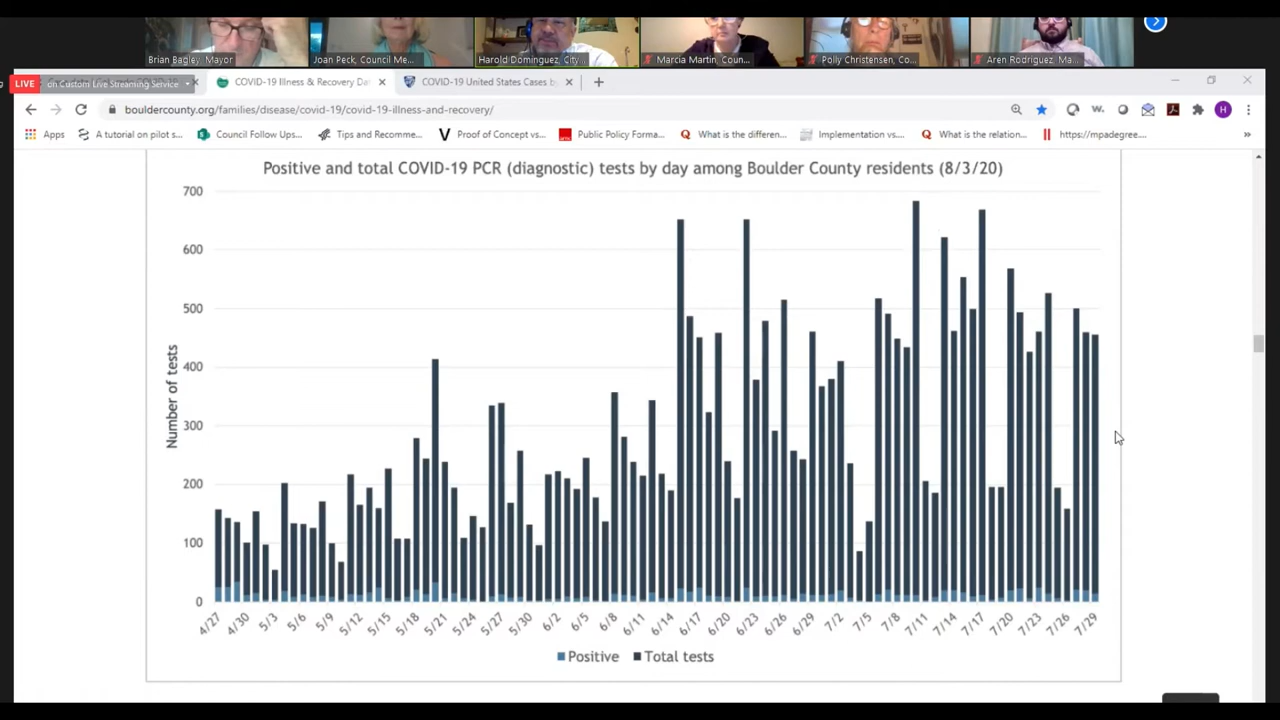 Brian Bagley, Mayor
Joan Peck, Council Me...
Harold Dominguez, City...
Marcia Martin, Coun...
Polly Christensen, Co...
Aren Rodriguez, Ma...
LIVE on Custom Live Streaming Service
COVID-19 Illness & Recovery Da
COVID-19 United States Cases b
bouldercounty.org/families/disease/covid-19/covid-19-illness-and-recovery/
H
Apps
A tutorial on pilot s...
Council Follow Ups...
Tips and Recomme...
Proof of Concept vs...
Public Policy Forma...
What is the differen...
Implementation vs....
What is the relation...
https://mpadegree....
Positive and total COVID-19 PCR (diagnostic) tests by day among Boulder County residents (8/3/20)
Number of tests
700
600
500
400
300
200
100
0
4/27
4/30
5/3
5/6
5/9
5/12
5/15
5/18
5/21
5/24
5/27
5/30
6/2
6/5
6/8
6/11
6/14
6/17
6/20
6/23
6/26
6/29
7/2
7/5
7/8
7/11
7/14
7/17
7/20
7/23
7/26
7/29
Positive
Total tests